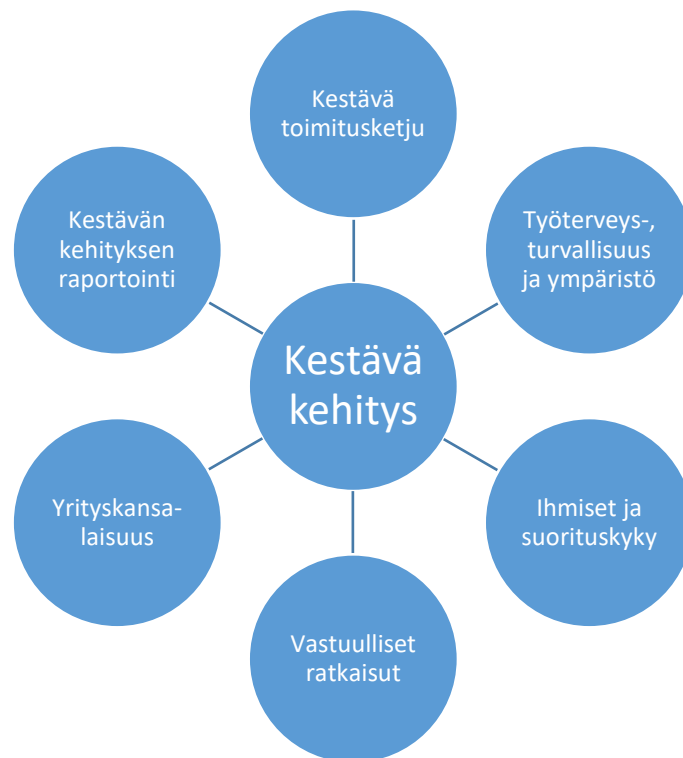 Kestävä
toimitusketju
Kestävän
kehityksen
raportointi
Työterveys-,
turvallisuus
ja ympäristö
Kestävä
kehitys
Yrityskansa-
laisuus
Ihmiset ja
suorituskyky
Vastuulliset
ratkaisut